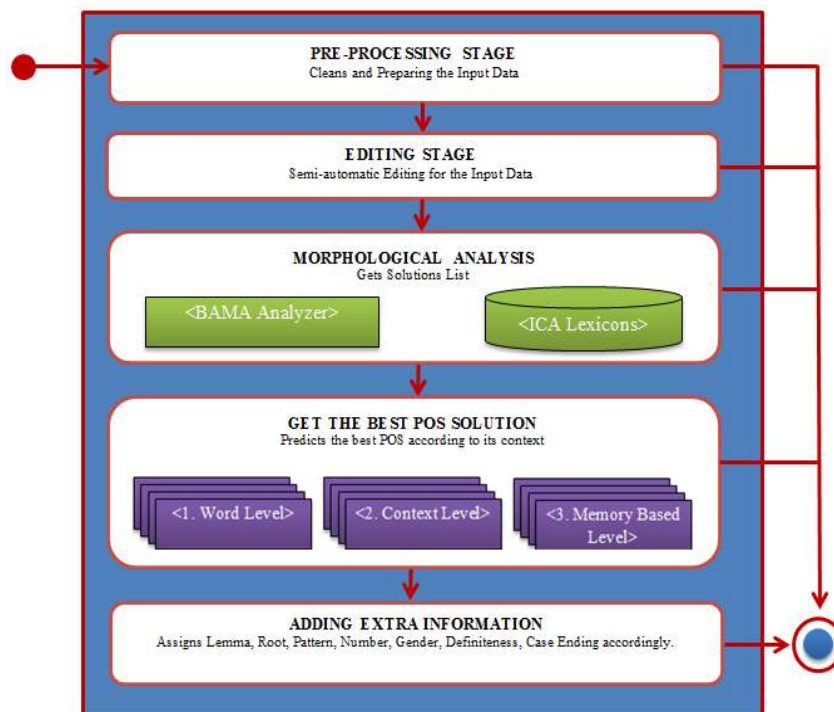 PRE-PROCESSING STAGE
Cleans and Preparing the Input Data
EDITING STAGE
Semi-automatic Editing for the Input Data
MORPHOLOGICAL ANALYSIS
Gets Solutions List
<BAMA Analyzer>
<ICA Lexicons>
GET THE BEST POS SOLUTION
Predicts the best POS according to its context
<1. Word Level>
<2. Context Level>
<3. Memory Based
Level>
ADDING EXTRA INFORMATION
Assigns Lemma, Root, Pattern, Number, Gender, Definiteness, Case Ending accordingly.